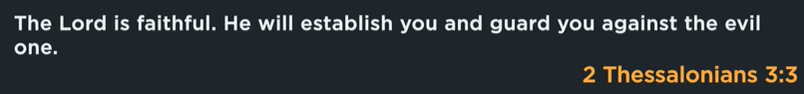 The Lord is faithful. He will establish you and guard you against the evil
one.
2 Thessalonians 3:3